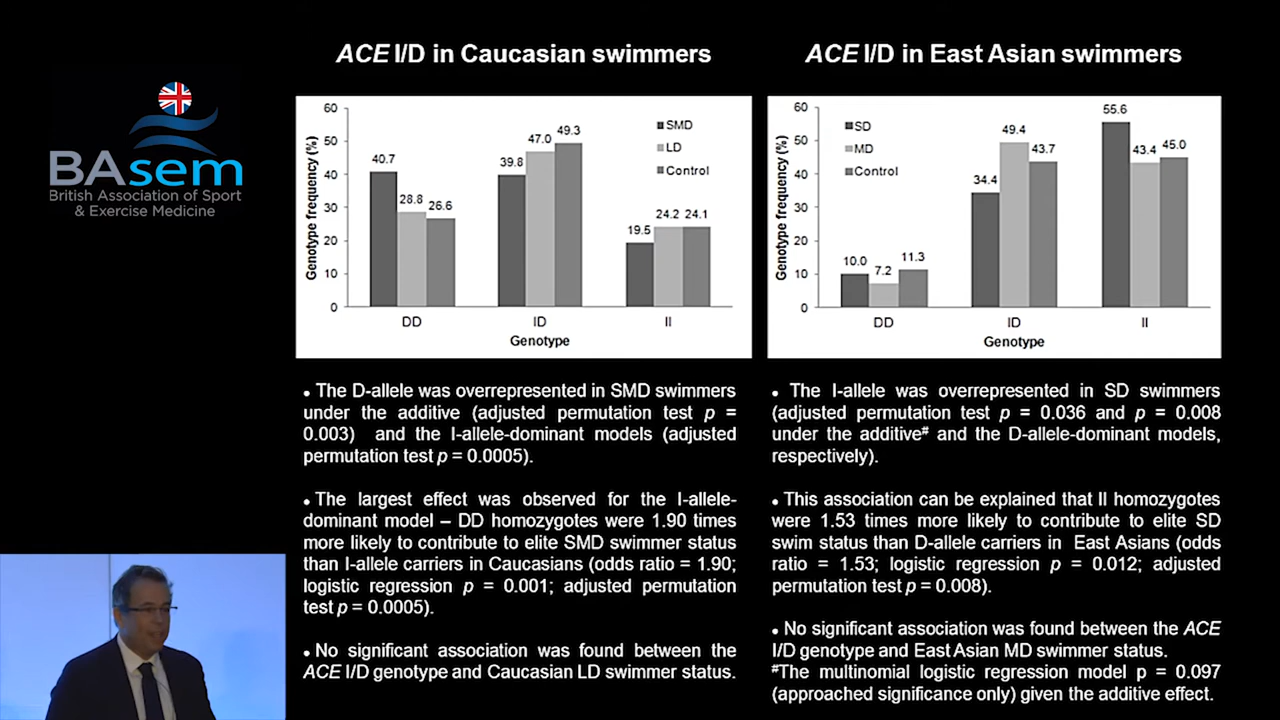 ACE I/D in Caucasian swimmers
BAsem
British Association of Sport
& Exercise Medicine
Genotype frequency (%)
60
50
40
30
20
10
0
40.7
28.8
26.6
39.8
47.0
49.3
19.5
24.2
24.1
SMD
LD
Control
DD
ID
II
Genotype
• The D-allele was overrepresented in SMD swimmers
under the additive (adjusted permutation test p =
0.003) and the I-allele-dominant models (adjusted
permutation test p = 0.0005).
• The largest effect was observed for the I-allele-
dominant model – DD homozygotes were 1.90 times
more likely to contribute to elite SMD swimmer status
than I-allele carriers in Caucasians (odds ratio = 1.90;
logistic regression p = 0.001; adjusted permutation
test p = 0.0005).
• No significant association was found between the
ACE I/D genotype and Caucasian LD swimmer status.
ACE I/D in East Asian swimmers
Genotype frequency (%)
60
50
40
30
20
10
0
10.0
7.2
11.3
34.4
49.4
43.7
55.6
43.4
45.0
SD
MD
Control
DD
ID
II
Genotype
• The I-allele was overrepresented in SD swimmers
(adjusted permutation test p = 0.036 and p = 0.008
under the additive# and the D-allele-dominant models,
respectively).
• This association can be explained that II homozygotes
were 1.53 times more likely to contribute to elite SD
swim status than D-allele carriers in East Asians (odds
ratio = 1.53; logistic regression p = 0.012; adjusted
permutation test p = 0.008).
• No significant association was found between the ACE
I/D genotype and East Asian MD swimmer status.
#The multinomial logistic regression model p = 0.097
(approached significance only) given the additive effect.